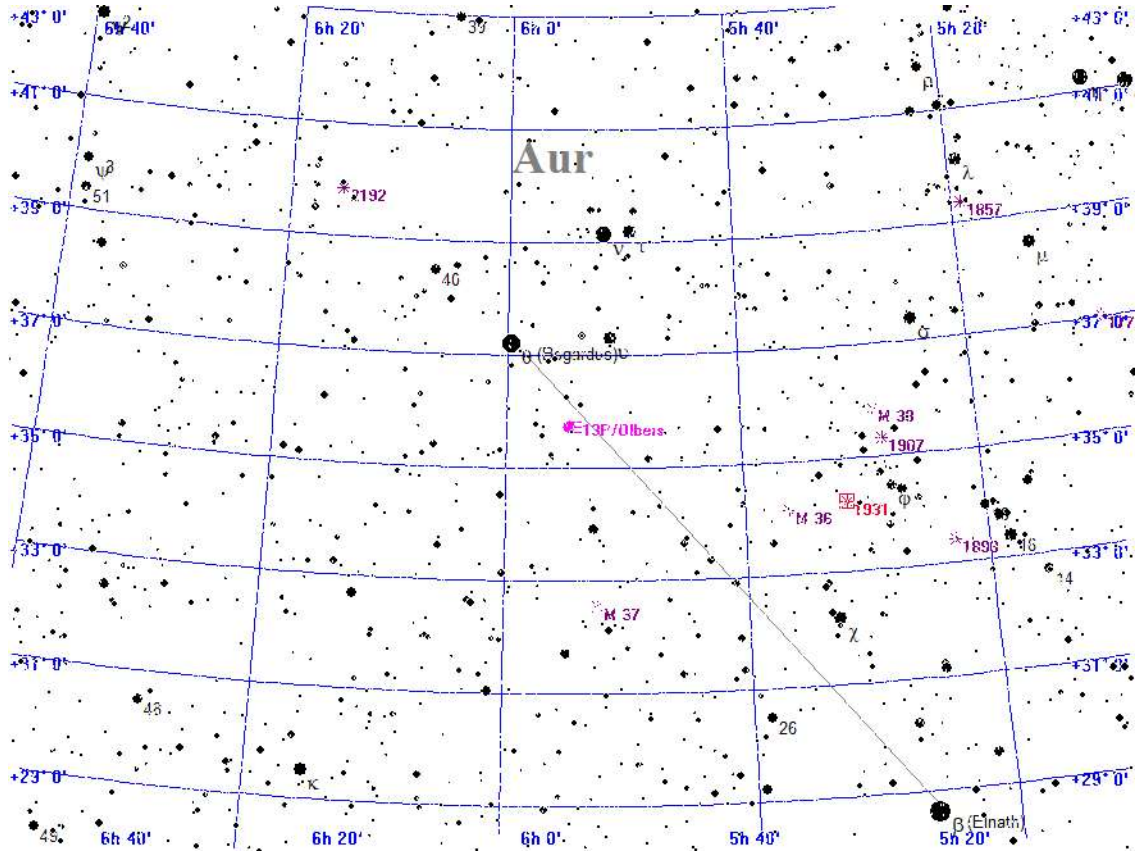 +43° 0'
6h 40'
6h 20'
39
6h 0'
5h 40'
5h 20'
+43° 0'
ρ
+41° 0'
+41° 0'
Aur
λ
ψ3
51
2192
1857
+39° 0'
+39° 0'
ν
τ
μ
40
+37° 0'
+37° 0'
σ
θ (Bogardus)
υ
M 38
13P/Olbers
+35° 0'
1907
+35° 0'
φ
1931
M 36
+33° 0'
1893
16
+33° 0'
14
M 37
χ
+31° 0'
+31° 0'
48
26
+29° 0'
κ
+29° 0'
49
6h 40'
6h 20'
6h 0'
5h 40'
β (Elnath)
5h 20'